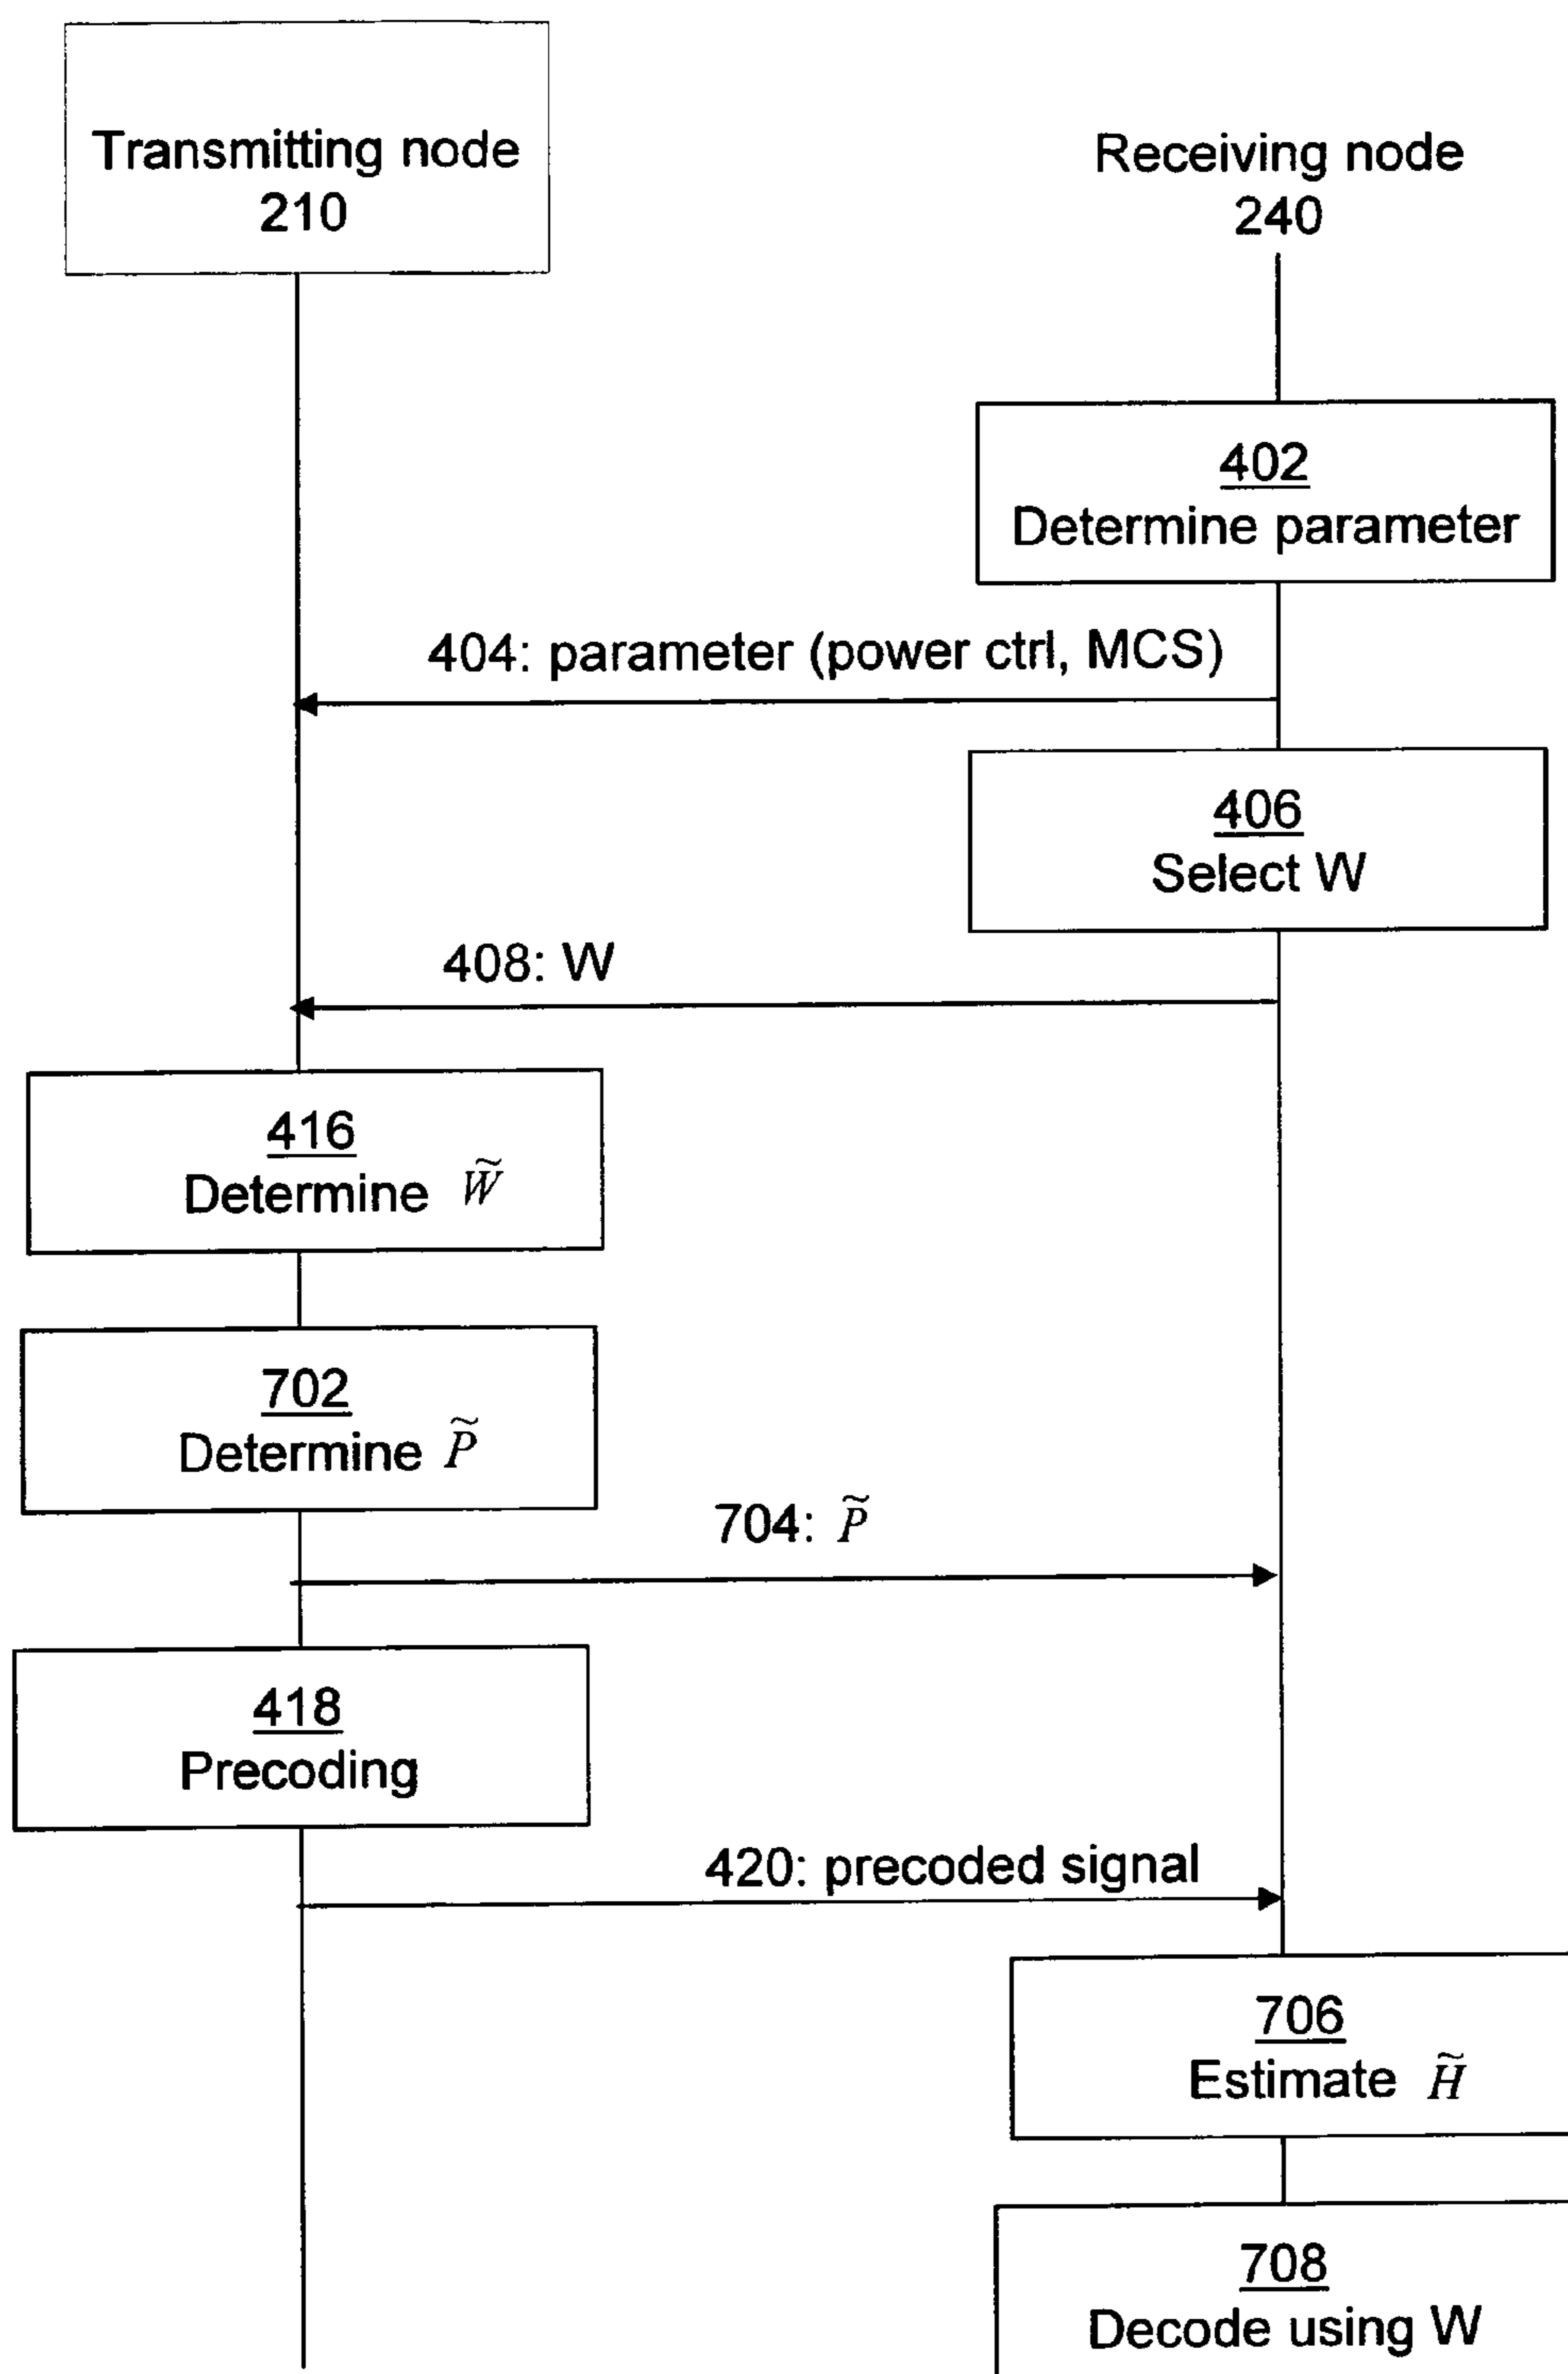 Transmitting node
210
Receiving node
240
402
Determine parameter
404: parameter (power ctrl, MCS)
406
Select W
408: W
416
Determine W̃
702
Determine P̃
704: P̃
418
Precoding
420: precoded signal
706
Estimate H̃
708
Decode using W